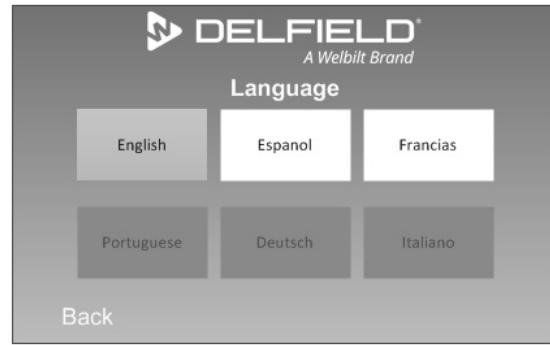 DELFIELD®
A Welbilt Brand
Language
English Espanol Francias
Portuguese Deutsch Italiano
Back